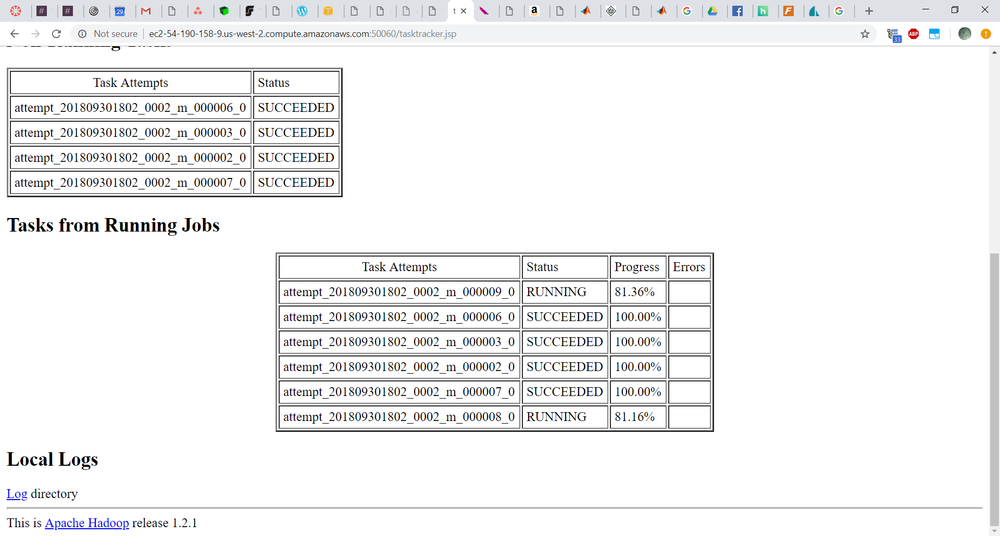 t
Not secure ec2-54-190-158-9.us-west-2.compute.amazonaws.com:50060/tasktracker.jsp
33
ABP
29
Task Attempts Status
attempt_201809301802_0002_m_000006_0 SUCCEEDED
attempt_201809301802_0002_m_000003_0 SUCCEEDED
attempt_201809301802_0002_m_000002_0 SUCCEEDED
attempt_201809301802_0002_m_000007_0 SUCCEEDED
Tasks from Running Jobs
Task Attempts Status Progress Errors
attempt_201809301802_0002_m_000009_0 RUNNING 81.36%
attempt_201809301802_0002_m_000006_0 SUCCEEDED 100.00%
attempt_201809301802_0002_m_000003_0 SUCCEEDED 100.00%
attempt_201809301802_0002_m_000002_0 SUCCEEDED 100.00%
attempt_201809301802_0002_m_000007_0 SUCCEEDED 100.00%
attempt_201809301802_0002_m_000008_0 RUNNING 81.16%
Local Logs
Log directory
This is Apache Hadoop release 1.2.1